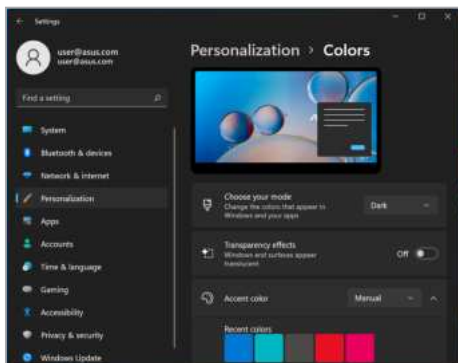 Settings
user@asus.com
user@asus.com
Find a setting
System
Bluetooth & devices
Network & internet
Personalization
Apps
Accounts
Time & language
Gaming
Accessibility
Privacy & security
Windows Update
Personalization > Colors
Choose your mode
Change the colors that appear in
Windows and your apps
Dark
Transparency effects
Windows and surfaces appear
translucent
Off
Accent color
Manual
Recent colors